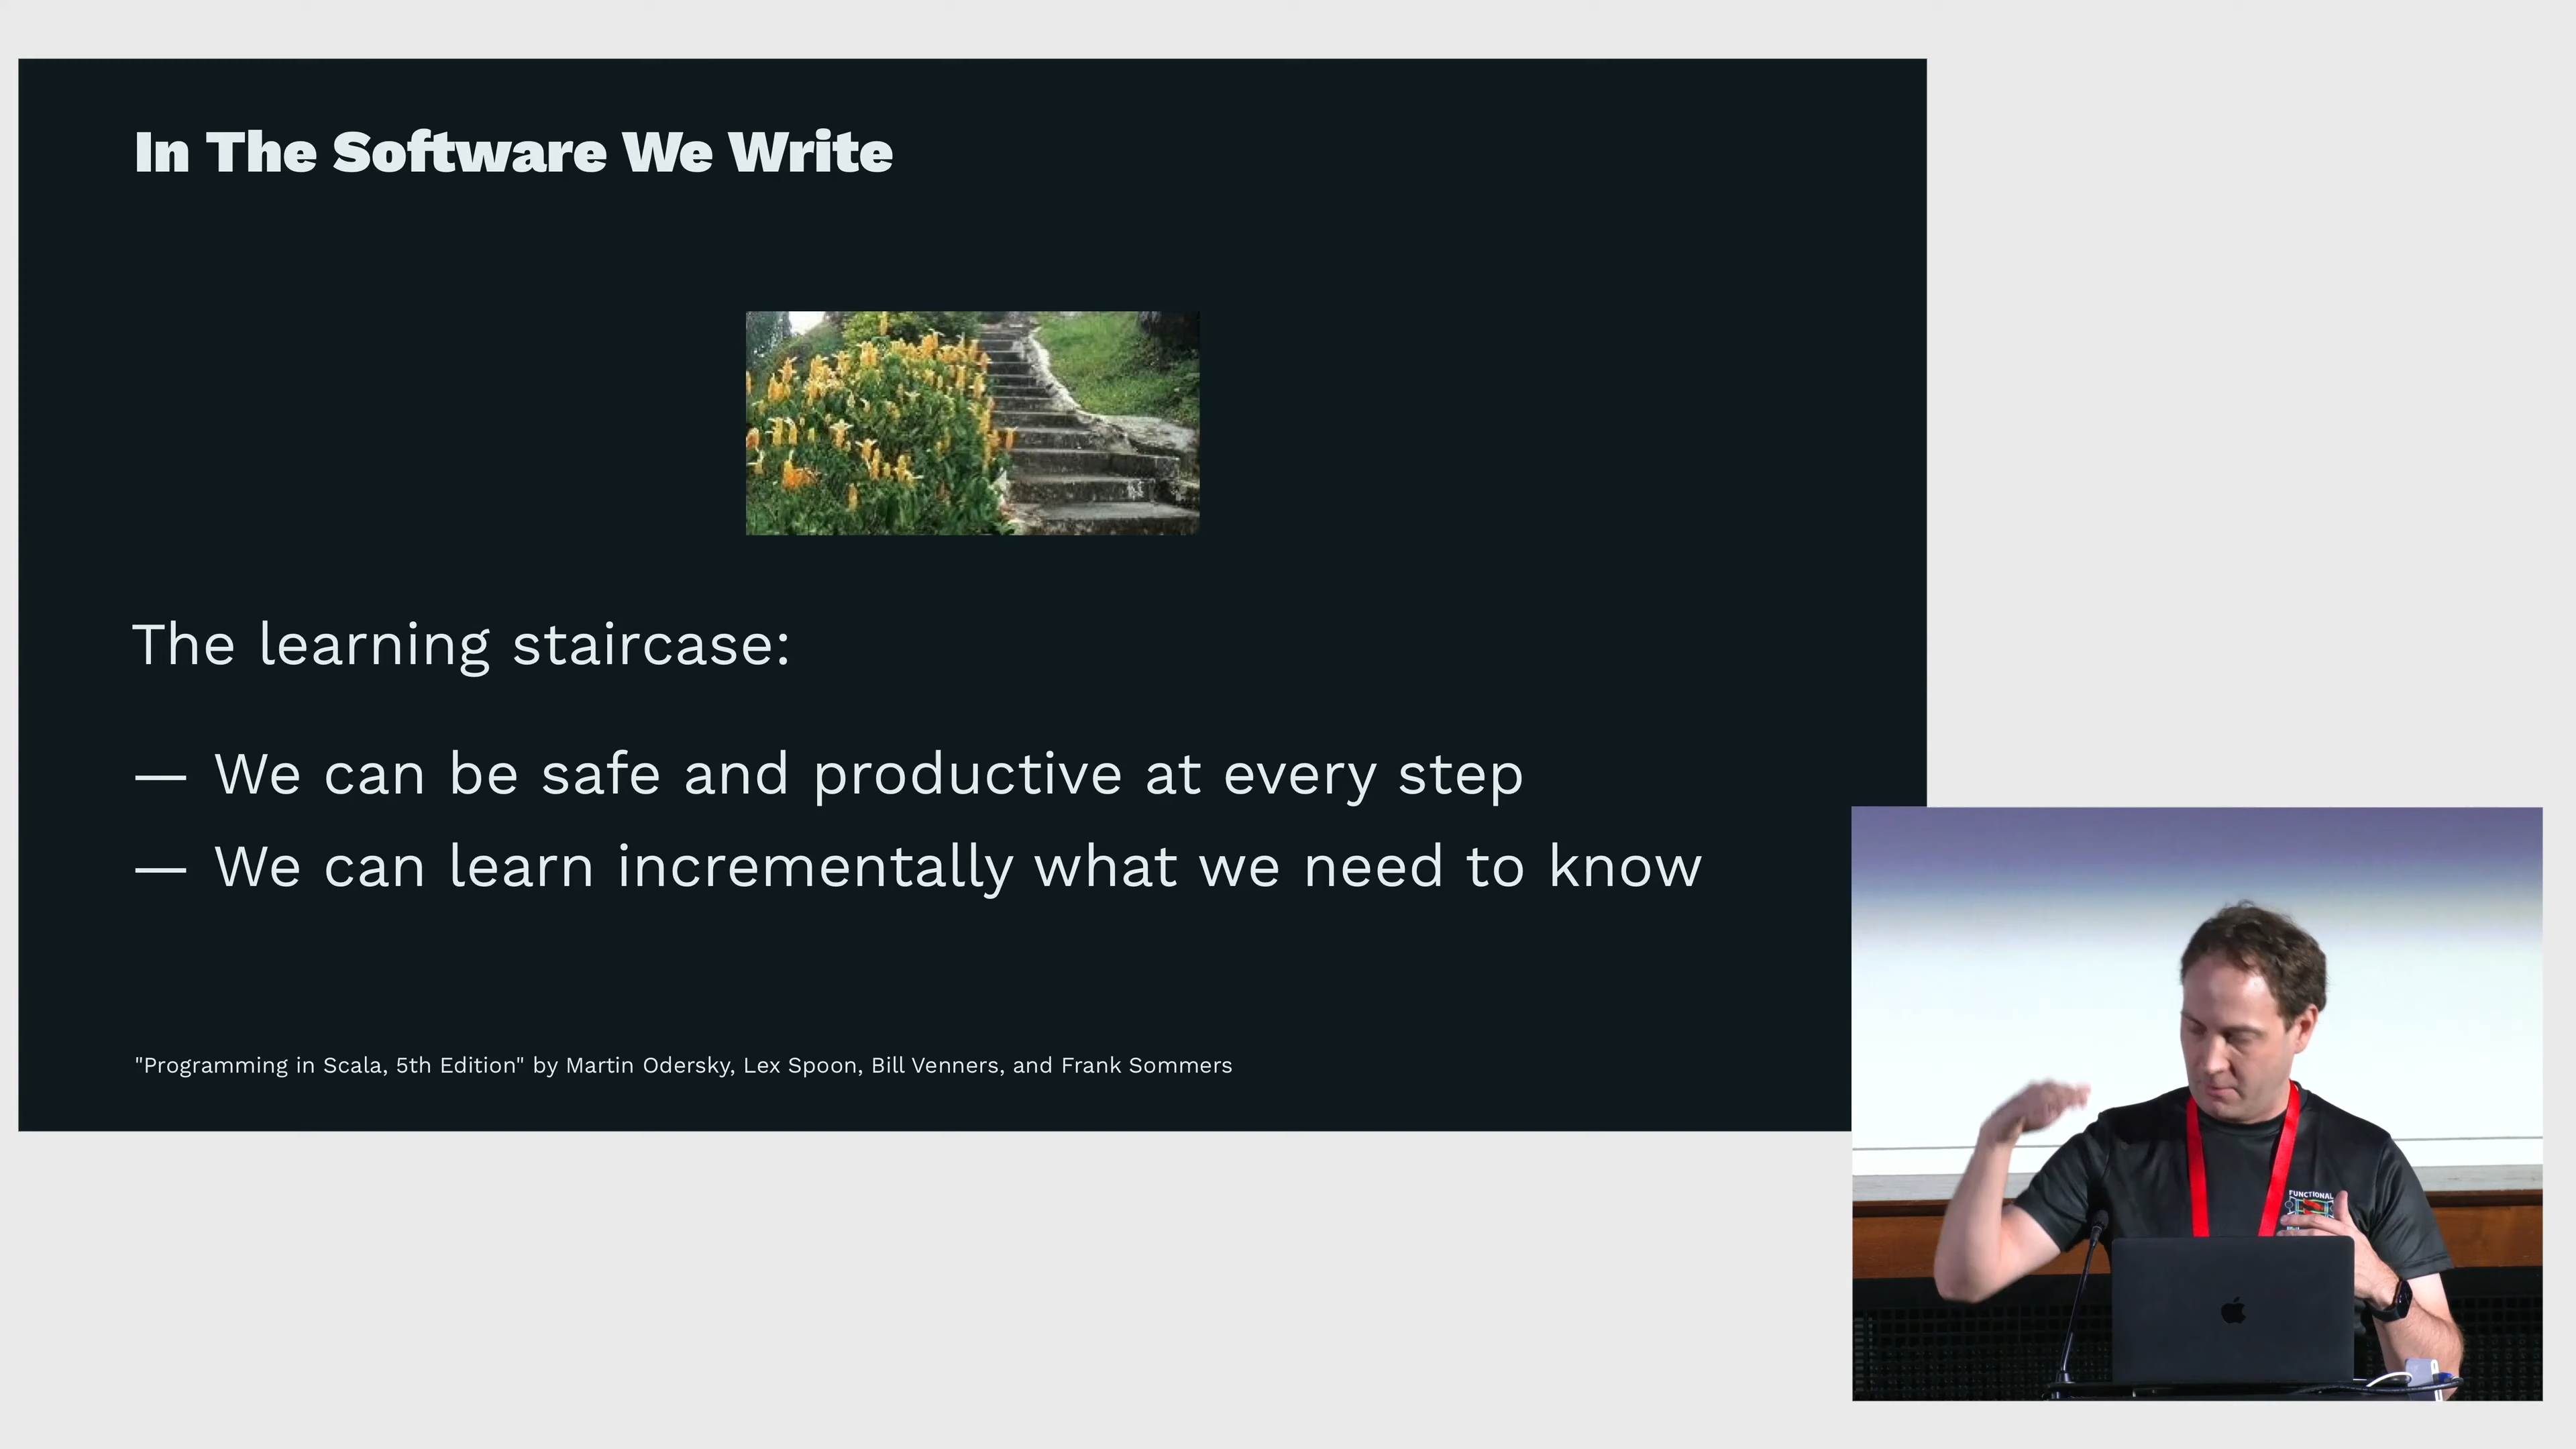 In The Software We Write
The learning staircase:
— We can be safe and productive at every step
— We can learn incrementally what we need to know
"Programming in Scala, 5th Edition" by Martin Odersky, Lex Spoon, Bill Venners, and Frank Sommers
FUNCTIONAL